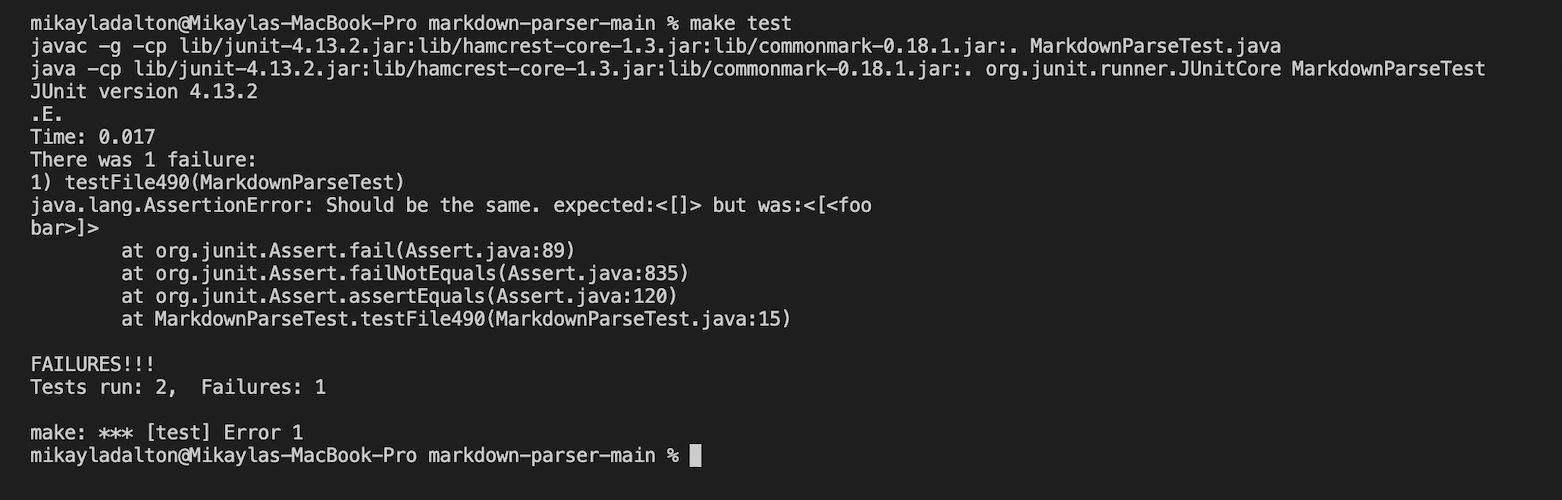 mikayladalton@Mikaylas-MacBook-Pro markdown-parser-main % make test
javac -g -cp lib/junit-4.13.2.jar:lib/hamcrest-core-1.3.jar:lib/commonmark-0.18.1.jar:. MarkdownParseTest.java
java -cp lib/junit-4.13.2.jar:lib/hamcrest-core-1.3.jar:lib/commonmark-0.18.1.jar:. org.junit.runner.JUnitCore MarkdownParseTest
JUnit version 4.13.2
.E.
Time: 0.017
There was 1 failure:
1) testFile490(MarkdownParseTest)
java.lang.AssertionError: Should be the same. expected:<[]> but was:<[<foo
bar>]>
        at org.junit.Assert.fail(Assert.java:89)
        at org.junit.Assert.failNotEquals(Assert.java:835)
        at org.junit.Assert.assertEquals(Assert.java:120)
        at MarkdownParseTest.testFile490(MarkdownParseTest.java:15)

FAILURES!!!
Tests run: 2,  Failures: 1

make: *** [test] Error 1
mikayladalton@Mikaylas-MacBook-Pro markdown-parser-main %